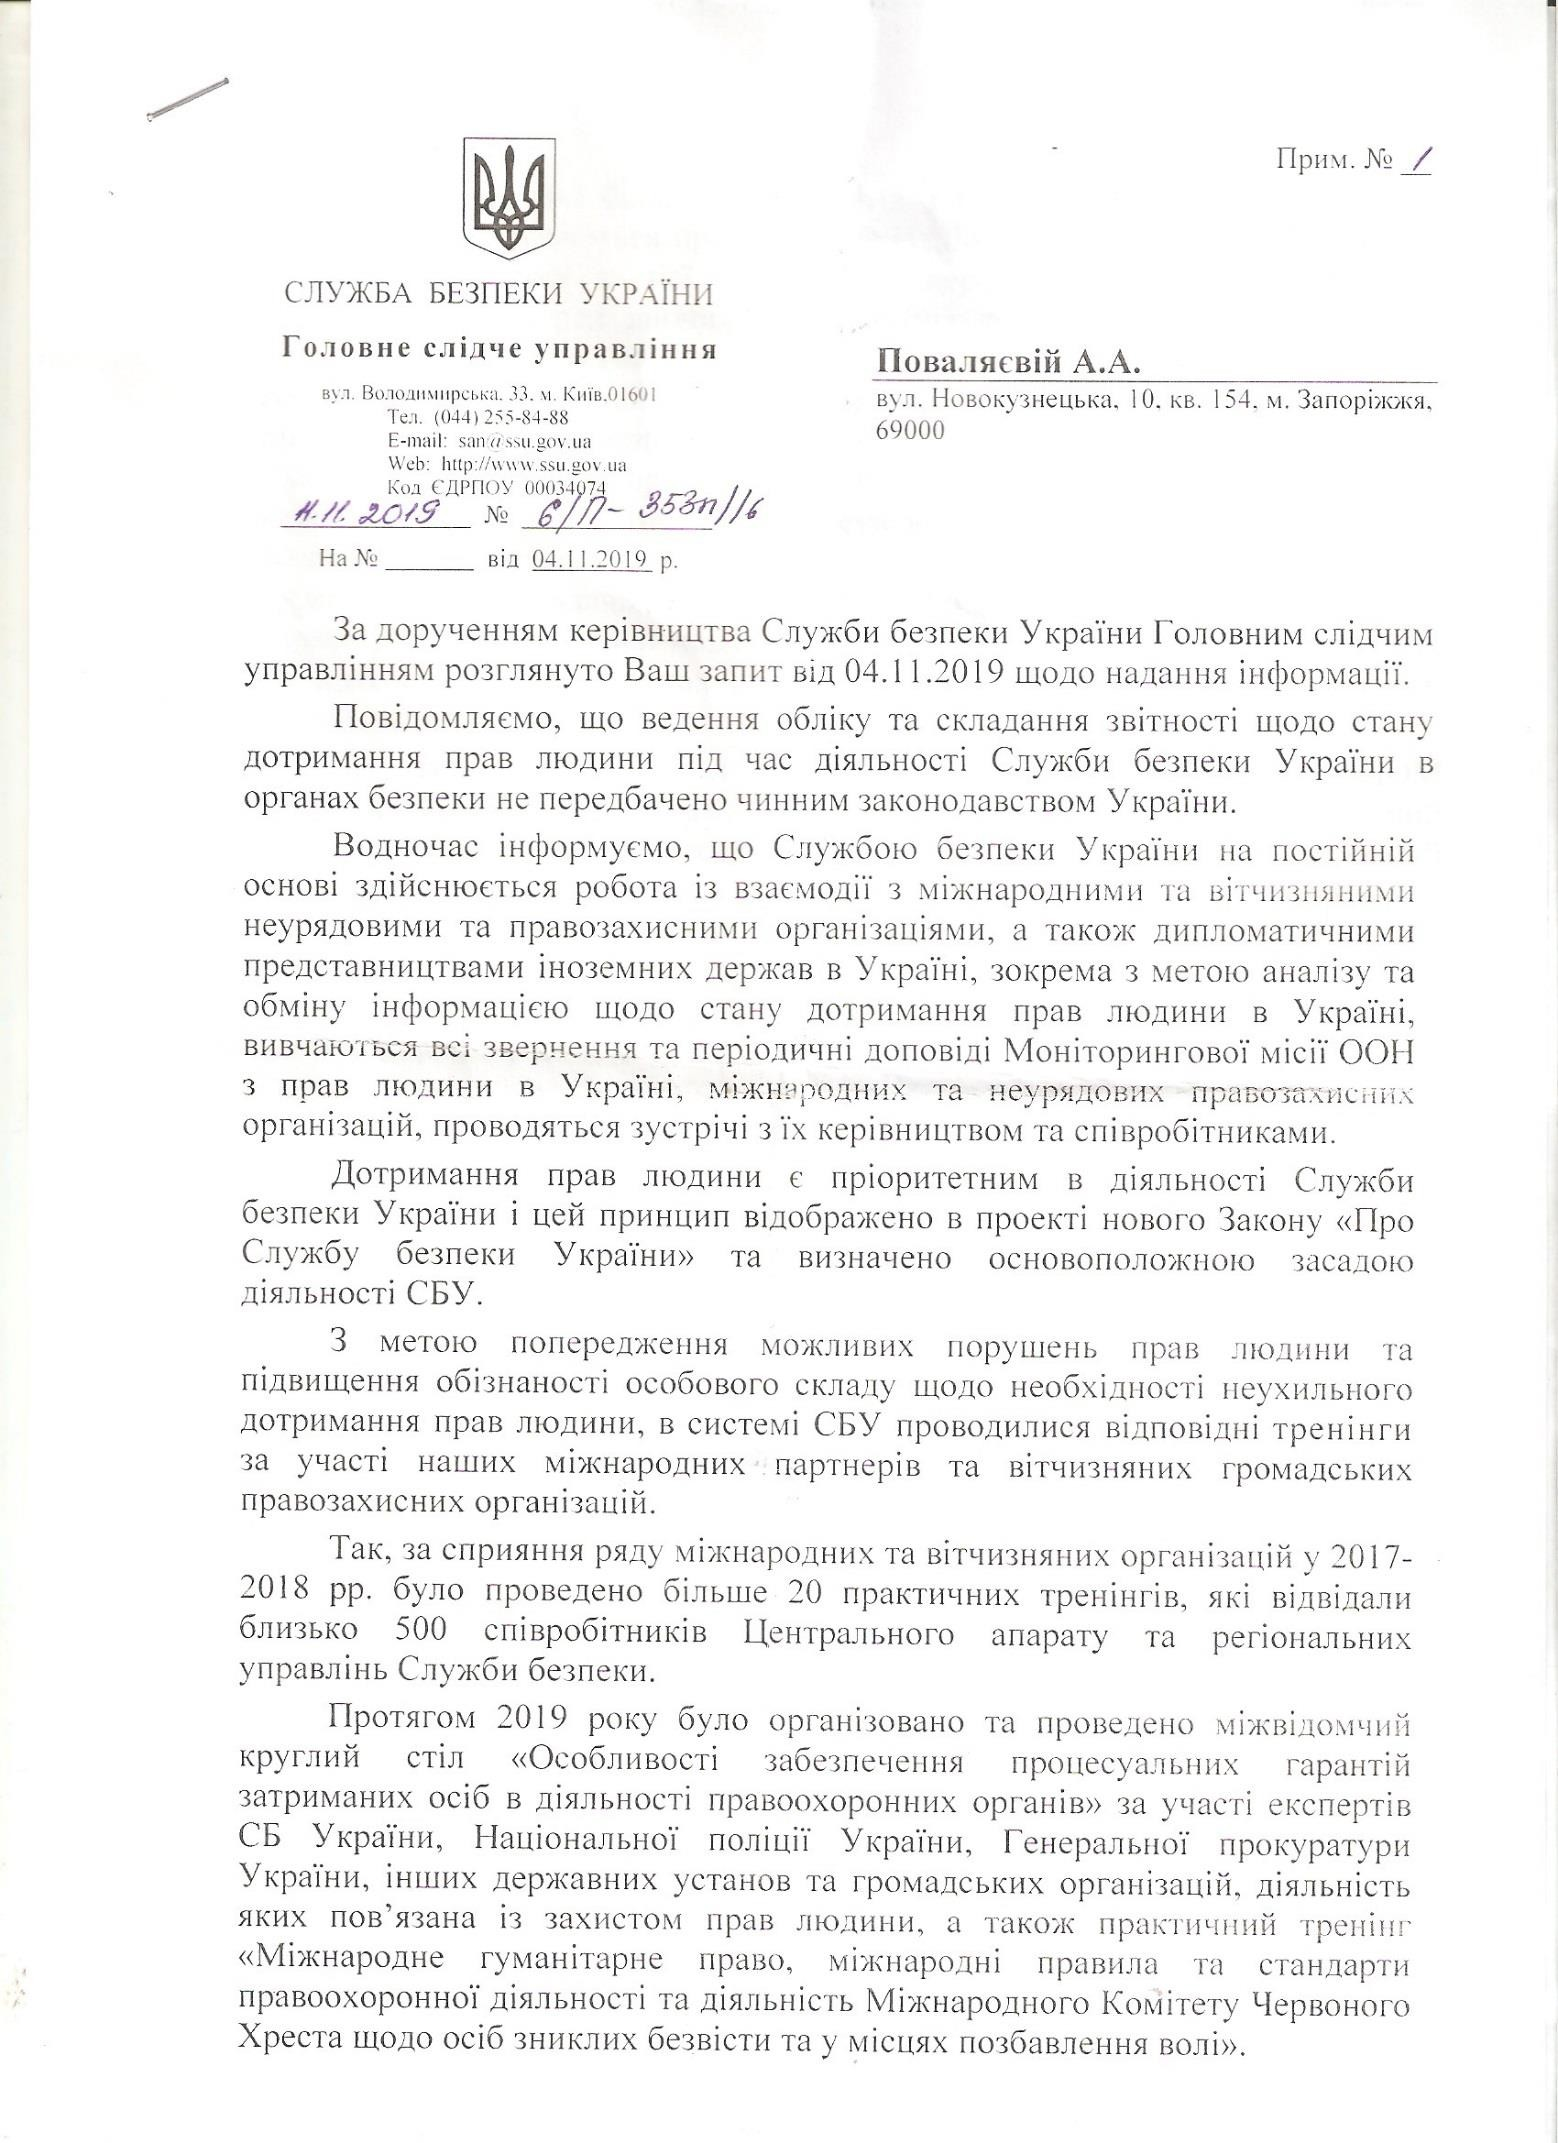 Прим. № 1
СЛУЖБА БЕЗПЕКИ УКРАЇНИ
Головне слідче управління
вул. Володимирська, 33, м. Київ,01601
Тел. (044) 255-84-88
E-mail: san@ssu.gov.ua
Web: http://www.ssu.gov.ua
Код ЄДРПОУ 00034074
11.11.2019 № 6/П-353п//6
На № від 04.11.2019 р.
Поваляєвій А.А.
вул. Новокузнецька, 10, кв. 154, м. Запоріжжя,
69000
За дорученням керівництва Служби безпеки України Головним слідчим
управлінням розглянуто Ваш запит від 04.11.2019 щодо надання інформації.
Повідомляємо, що ведення обліку та складання звітності щодо стану
дотримання прав людини під час діяльності Служби безпеки України в
органах безпеки не передбачено чинним законодавством України.
Водночас інформуємо, що Службою безпеки України на постійній
основі здійснюється робота із взаємодії з міжнародними та вітчизняними
неурядовими та правозахисними організаціями, а також дипломатичними
представництвами іноземних держав в Україні, зокрема з метою аналізу та
обміну інформацією щодо стану дотримання прав людини в Україні,
вивчаються всі звернення та періодичні доповіді Моніторингової місії ООН
з прав людини в Україні, міжнародних та неурядових правозахисних
організацій, проводяться зустрічі з їх керівництвом та співробітниками.
Дотримання прав людини є пріоритетним в діяльності Служби
безпеки України і цей принцип відображено в проекті нового Закону «Про
Службу безпеки України» та визначено основоположною засадою
діяльності СБУ.
З метою попередження можливих порушень прав людини та
підвищення обізнаності особового складу щодо необхідності неухильного
дотримання прав людини, в системі СБУ проводилися відповідні тренінги
за участі наших міжнародних партнерів та вітчизняних громадських
правозахисних організацій.
Так, за сприяння ряду міжнародних та вітчизняних організацій у 2017-
2018 рр. було проведено більше 20 практичних тренінгів, які відвідали
близько 500 співробітників Центрального апарату та регіональних
управлінь Служби безпеки.
Протягом 2019 року було організовано та проведено міжвідомчий
круглий стіл «Особливості забезпечення процесуальних гарантій
затриманих осіб в діяльності правоохоронних органів» за участі експертів
СБ України, Національної поліції України, Генеральної прокуратури
України, інших державних установ та громадських організацій, діяльність
яких пов’язана із захистом прав людини, а також практичний тренінг
«Міжнародне гуманітарне право, міжнародні правила та стандарти
правоохоронної діяльності та діяльність Міжнародного Комітету Червоного
Хреста щодо осіб зниклих безвісти та у місцях позбавлення волі».